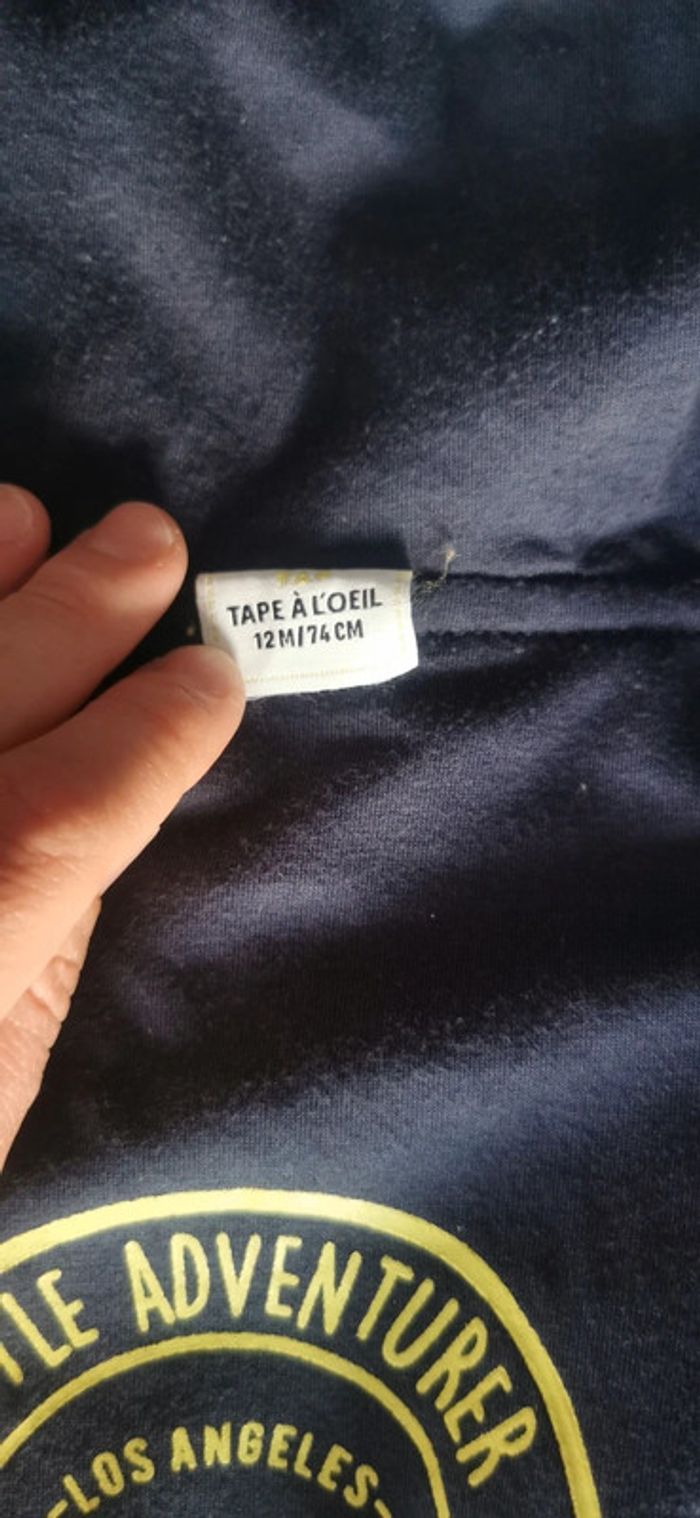 TAPE À L'OEIL
12M/74CM
TLE ADVENTURER
-LOS ANGELES-